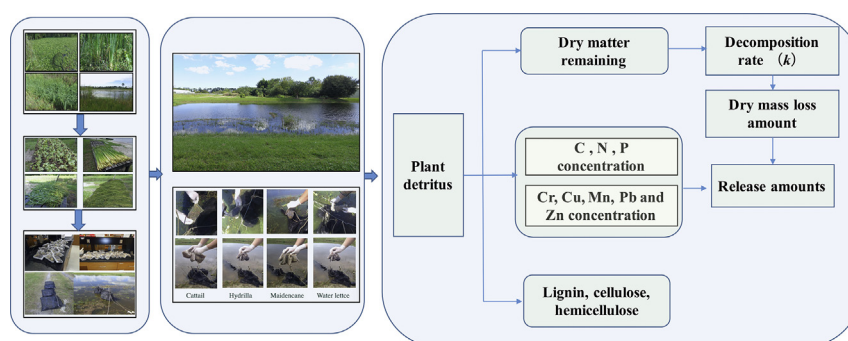 Cattail
Hydrilla
Maidencane
Water lettce
Plant
detritus
Dry matter
remaining
Decomposition
rate （k）
Dry mass loss
amount
C , N , P
concentration
Cr, Cu, Mn, Pb and
Zn concentration
Release amounts
Lignin, cellulose,
hemicellulose